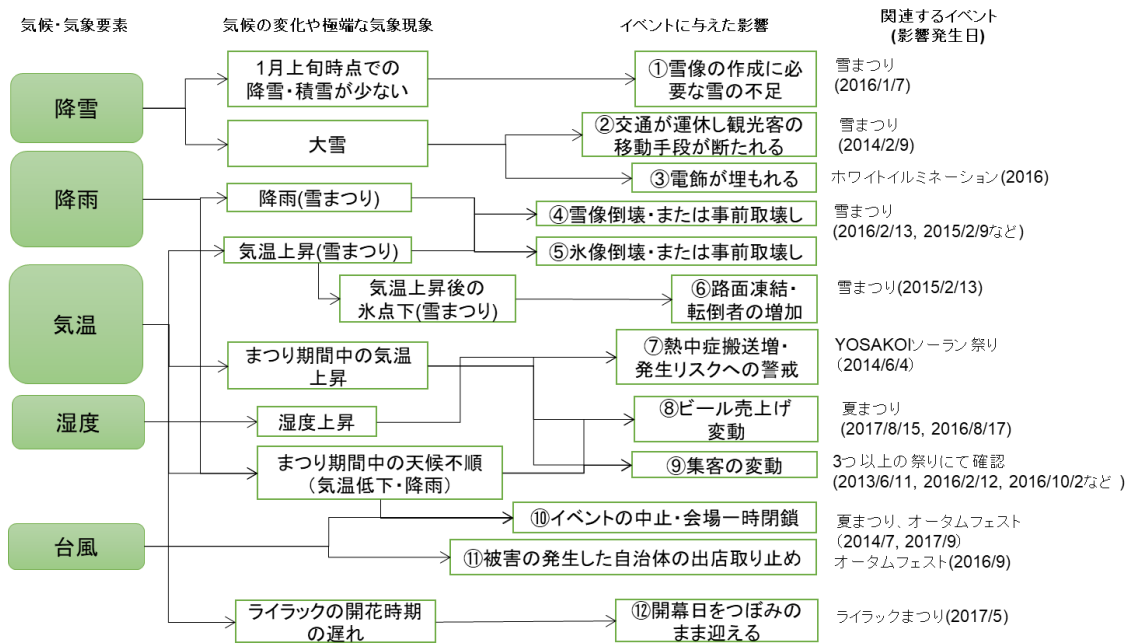 気候・気象要素
気候の変化や極端な気象現象
イベントに与えた影響
関連するイベント
(影響発生日)
降雪
1月上旬時点での
降雪・積雪が少ない
①雪像の作成に必
要な雪の不足
雪まつり
(2016/1/7)
大雪
②交通が運休し観光客の
移動手段が断たれる
雪まつり
(2014/2/9)
③電飾が埋もれる
ホワイトイルミネーション(2016)
降雨
降雨(雪まつり)
④雪像倒壊・または事前取壊し
雪まつり
(2016/2/13, 2015/2/9など)
気温上昇(雪まつり)
⑤氷像倒壊・または事前取壊し
気温
気温上昇後の
氷点下(雪まつり)
⑥路面凍結・
転倒者の増加
雪まつり(2015/2/13)
まつり期間中の気温
上昇
⑦熱中症搬送増・
発生リスクへの警戒
YOSAKOIソーラン祭り
(2014/6/4)
湿度
湿度上昇
⑧ビール売上げ
変動
夏まつり
(2017/8/15, 2016/8/17)
まつり期間中の天候不順
(気温低下・降雨)
⑨集客の変動
3つ以上の祭りにて確認
(2013/6/11, 2016/2/12, 2016/10/2など )
⑩イベントの中止・会場一時閉鎖
夏まつり、オータムフェスト
(2014/7, 2017/9)
台風
⑪被害の発生した自治体の出店取り止め
オータムフェスト(2016/9)
ライラックの開花時期
の遅れ
⑫開幕日をつぼみの
まま迎える
ライラックまつり(2017/5)